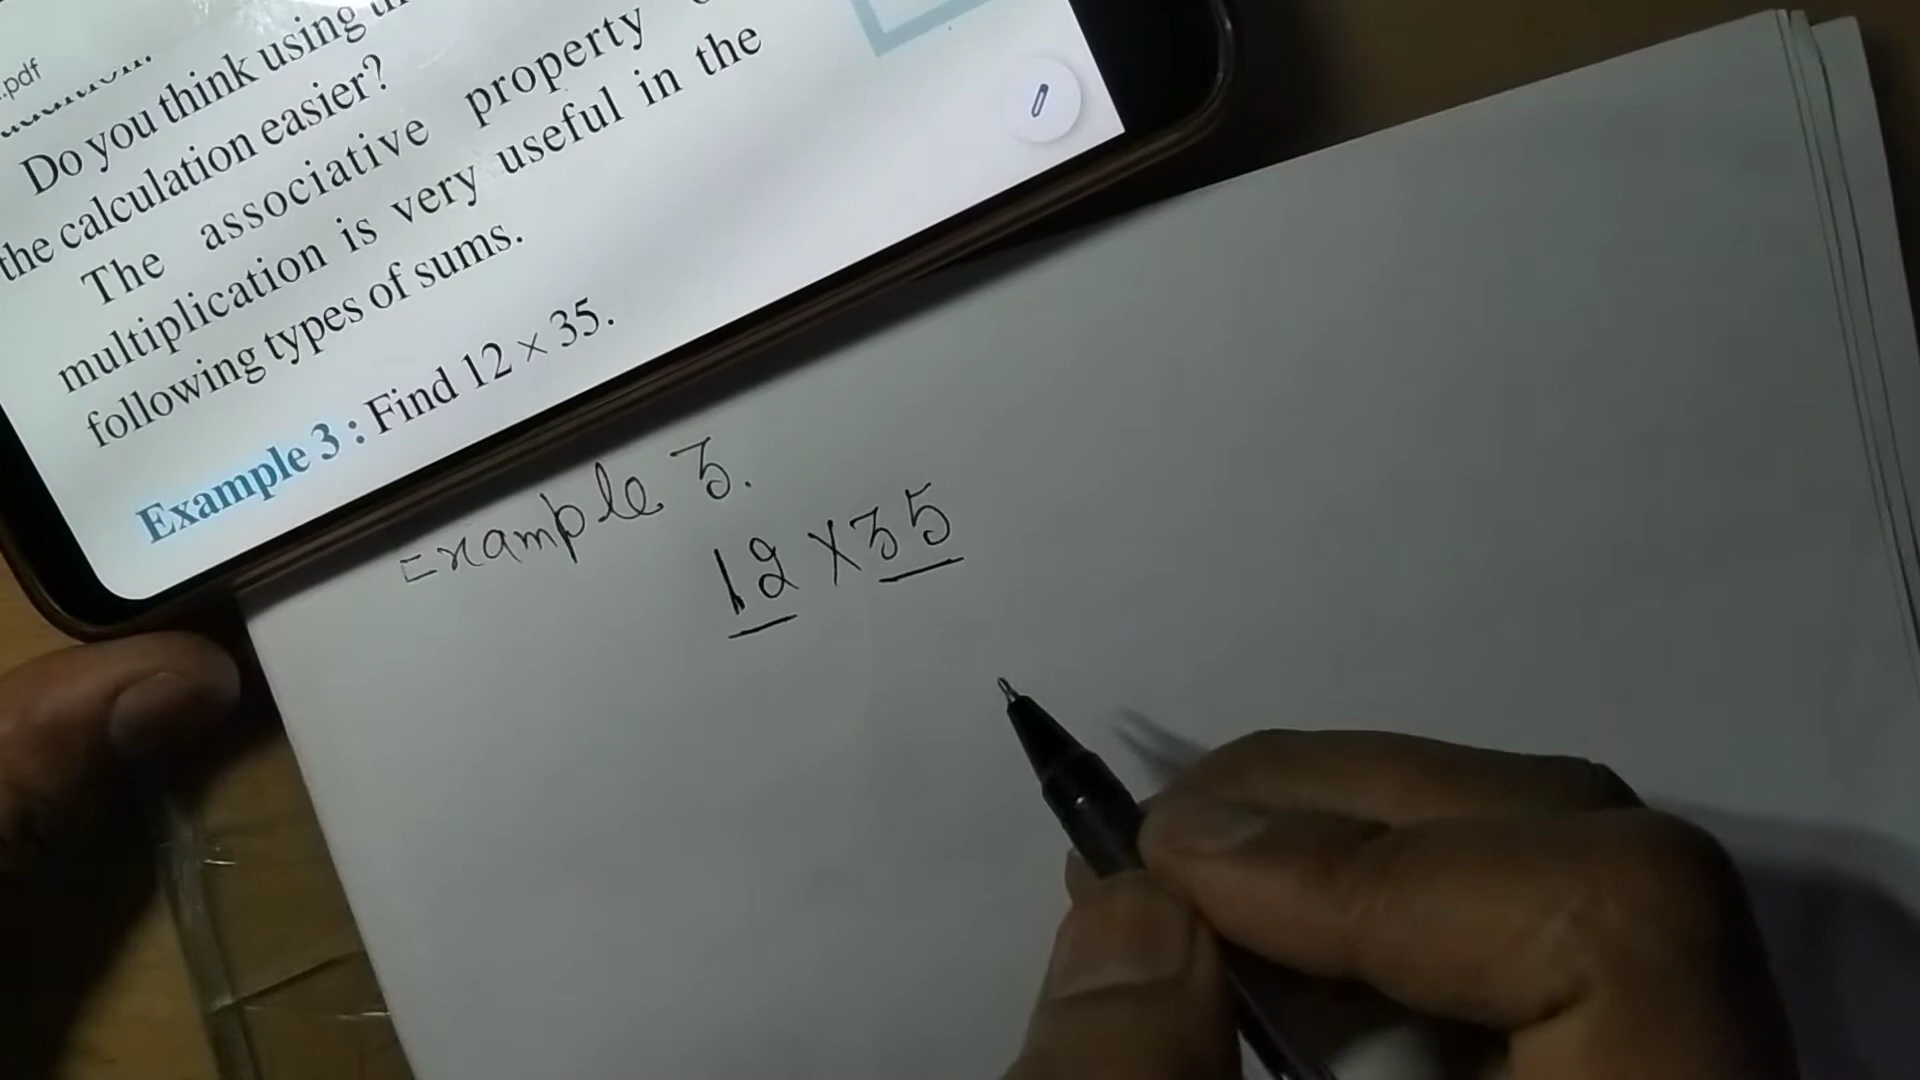 .pdf
Do you think using
the calculation easier?
The associative property
multiplication is very useful in the
following types of sums.
Example 3 : Find 12 × 35.
Example 3.
12 × 35